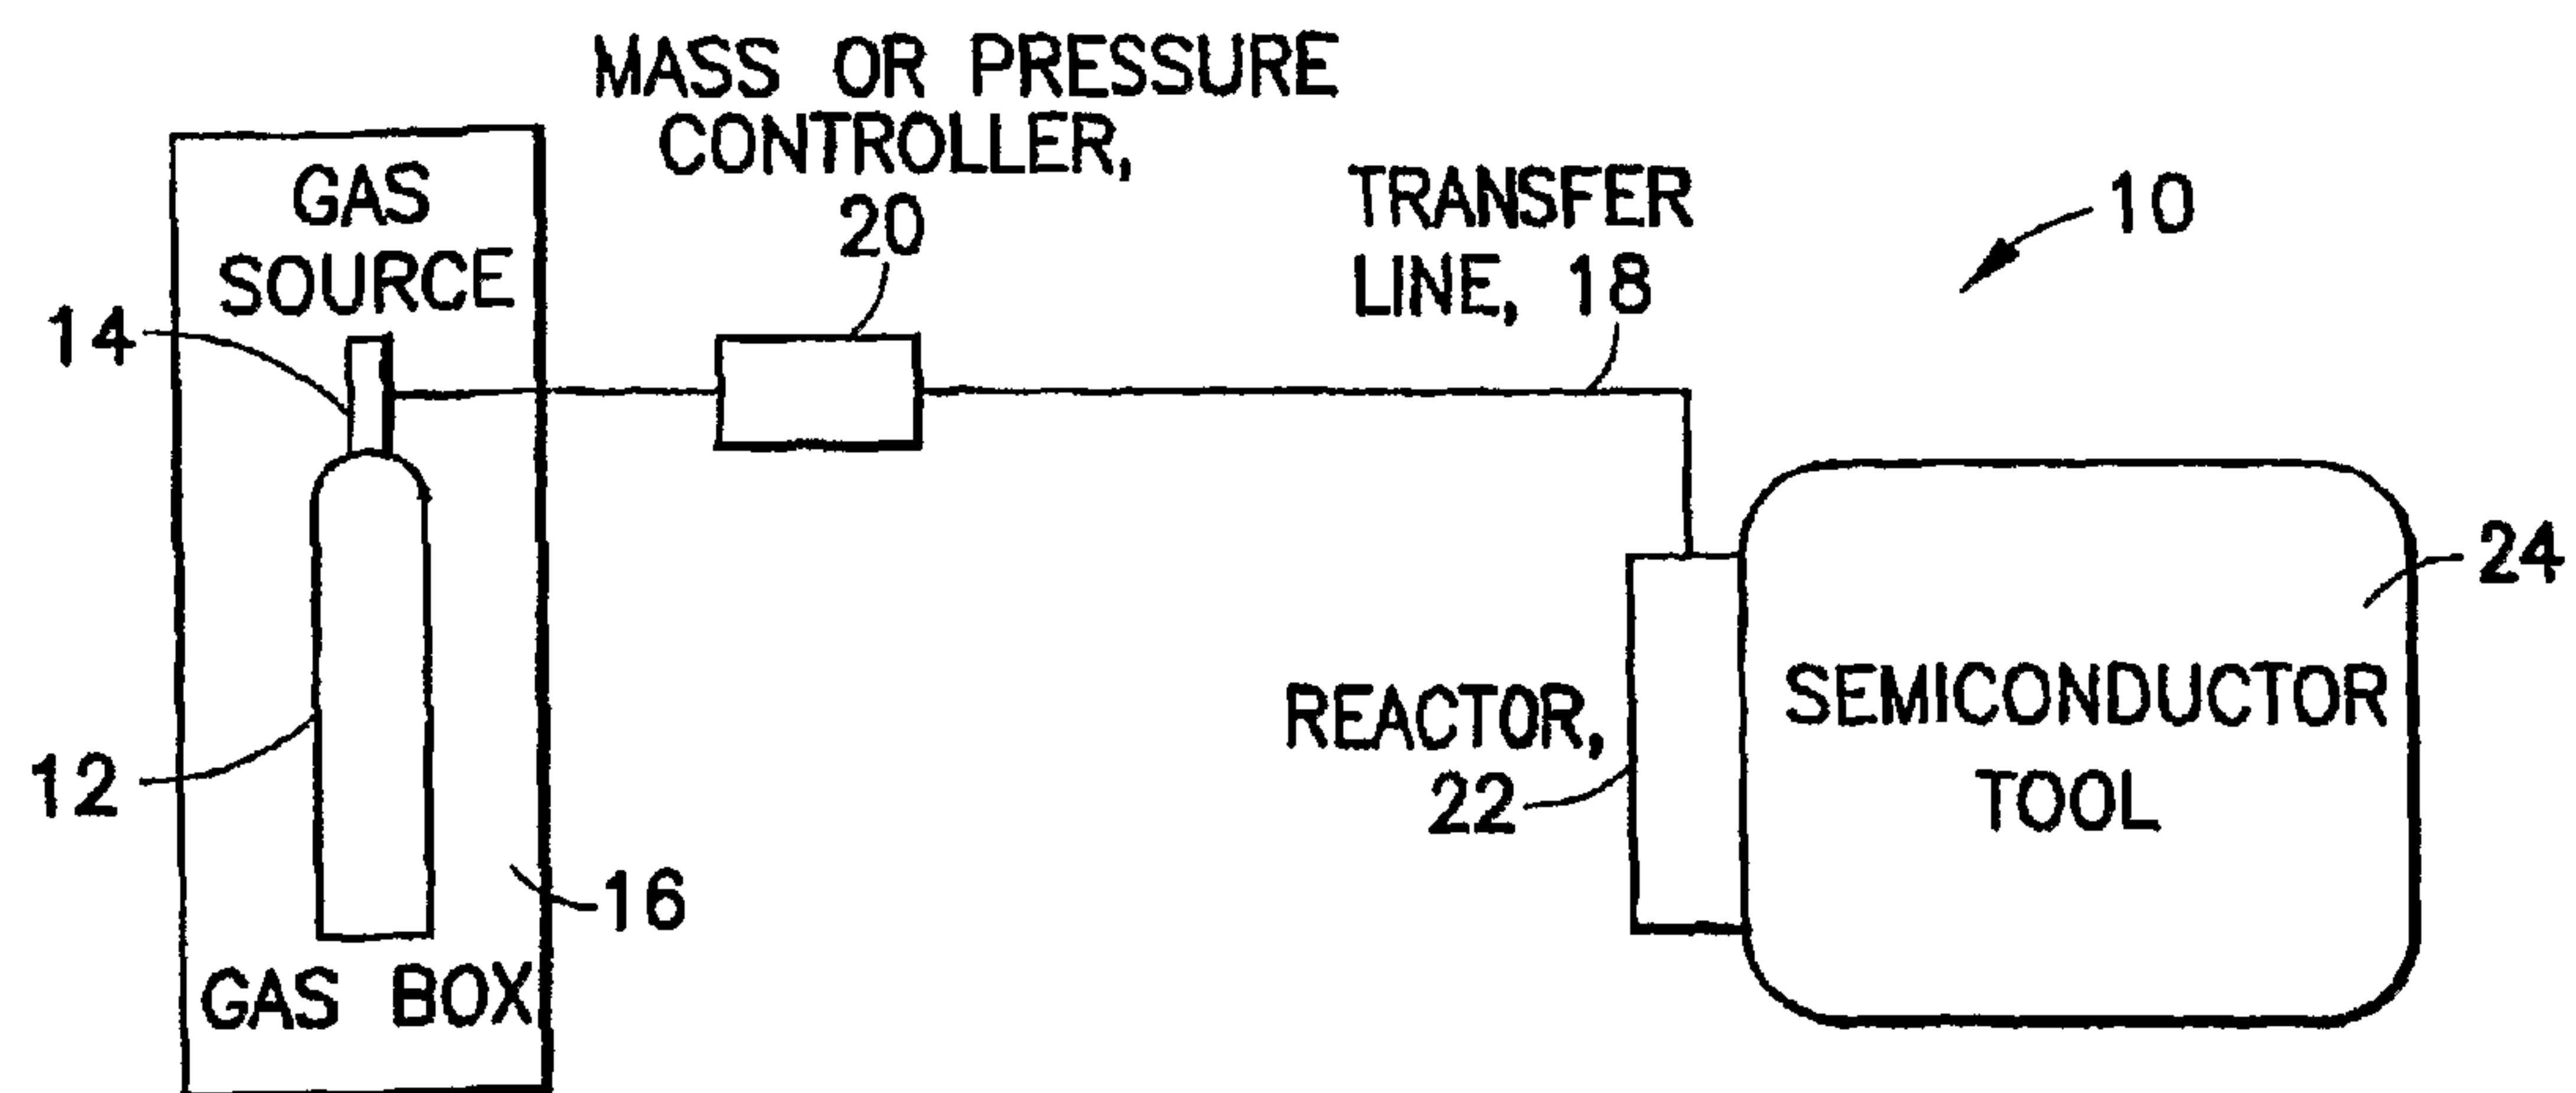 MASS OR PRESSURE
CONTROLLER,
20
GAS
SOURCE
14
TRANSFER
LINE, 18
10
24
12
REACTOR,
22
SEMICONDUCTOR
TOOL
16
GAS BOX